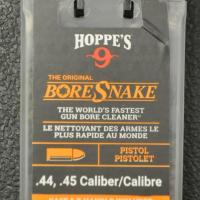 HOPPE'S
9
THE ORIGINAL
BORESNAKE
THE WORLD'S FASTEST
GUN BORE CLEANER
LE NETTOYANT DES ARMES LE
PLUS RAPIDE AU MONDE
PISTOL
PISTOLET
.44, .45 Caliber/Calibre